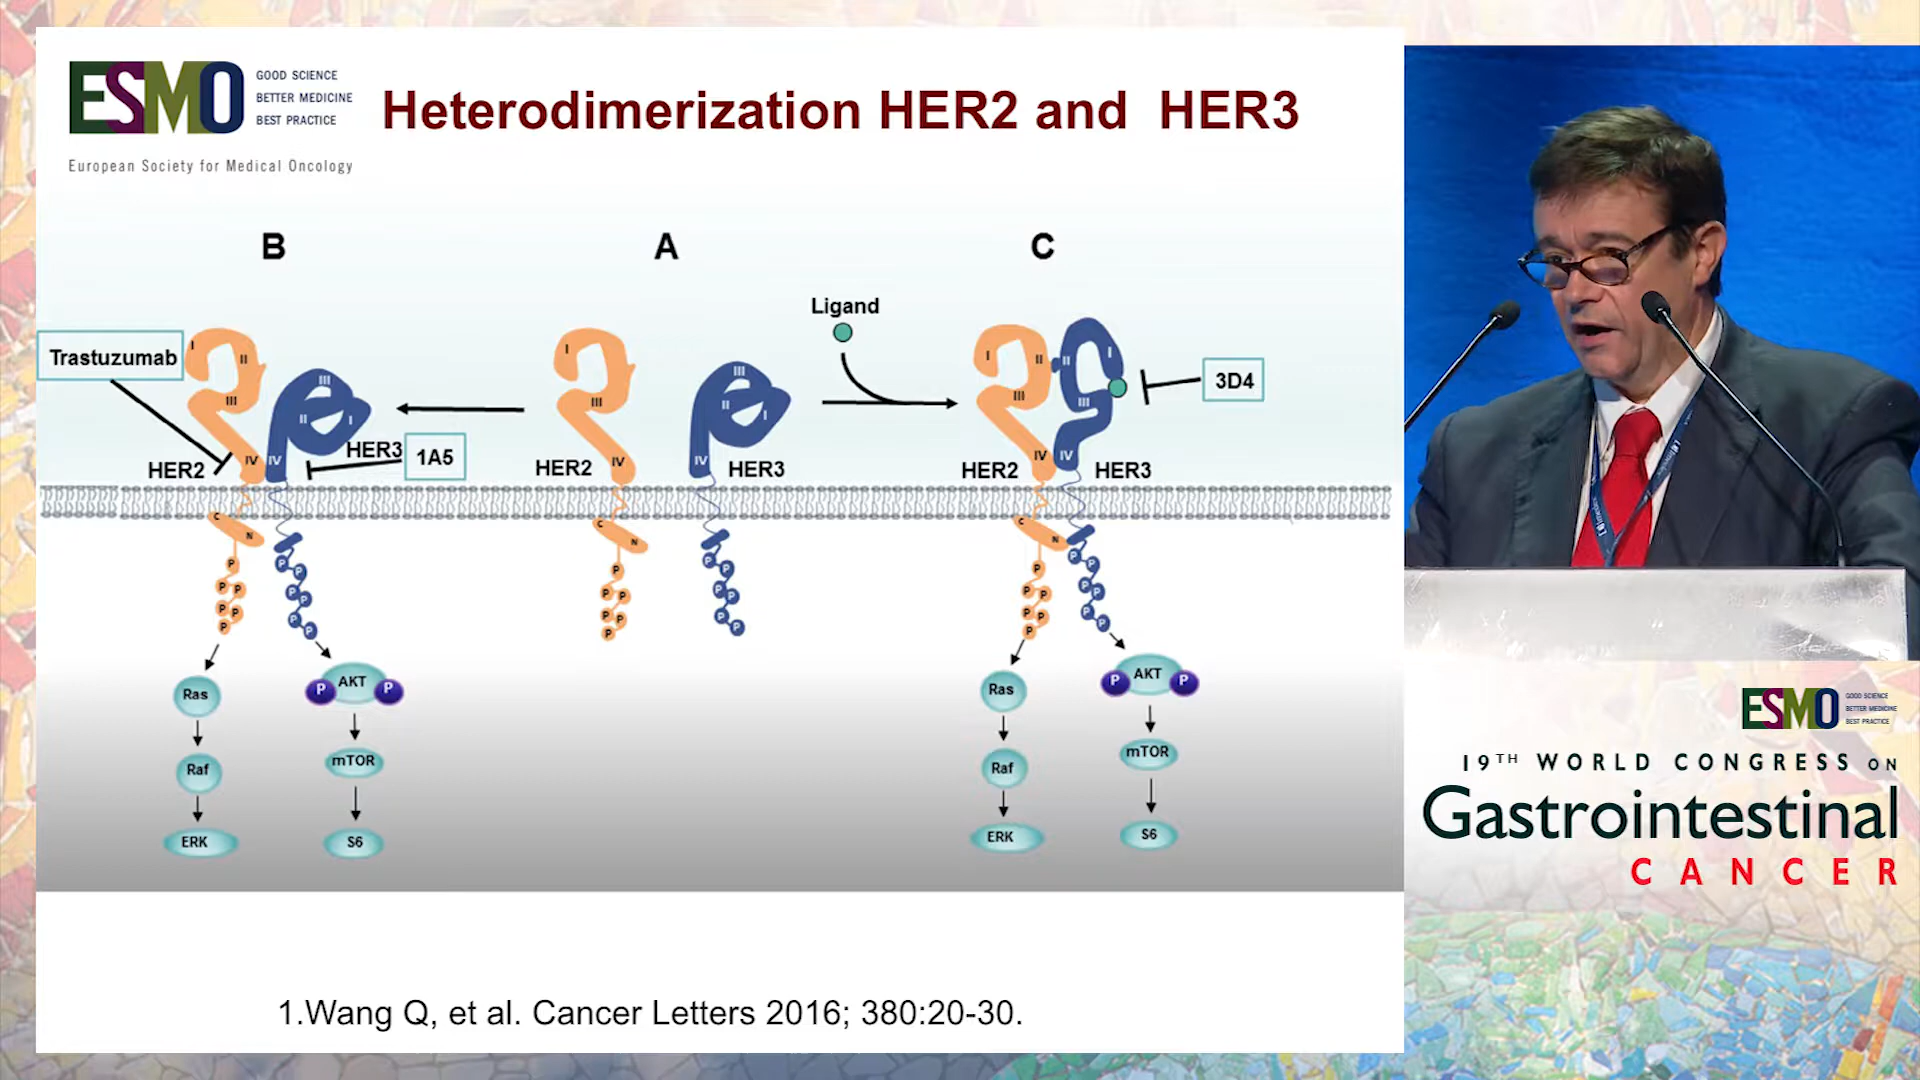 ESMO
GOOD SCIENCE
BETTER MEDICINE
BEST PRACTICE
European Society for Medical Oncology
Heterodimerization HER2 and HER3
B
A
C
Ligand
Trastuzumab
3D4
1A5
I
II
III
IV
HER2
III
II
I
IV
HER3
I
III
IV
HER2
III
II
I
IV
HER3
I
II
III
IV
HER2
II
I
III
IV
HER3
C
N
P
P
P
P
P
P
P
P
P
P
P
P
C
N
P
P
P
P
P
P
P
P
P
P
P
C
N
P
P
P
P
P
P
P
P
P
P
P
P
Ras
Raf
ERK
P
AKT
P
mTOR
S6
Ras
Raf
ERK
P
AKT
P
mTOR
S6
1.Wang Q, et al. Cancer Letters 2016; 380:20-30.
ESMO
GOOD SCIENCE
BETTER MEDICINE
BEST PRACTICE
19TH WORLD CONGRESS ON
Gastrointestinal
CANCER